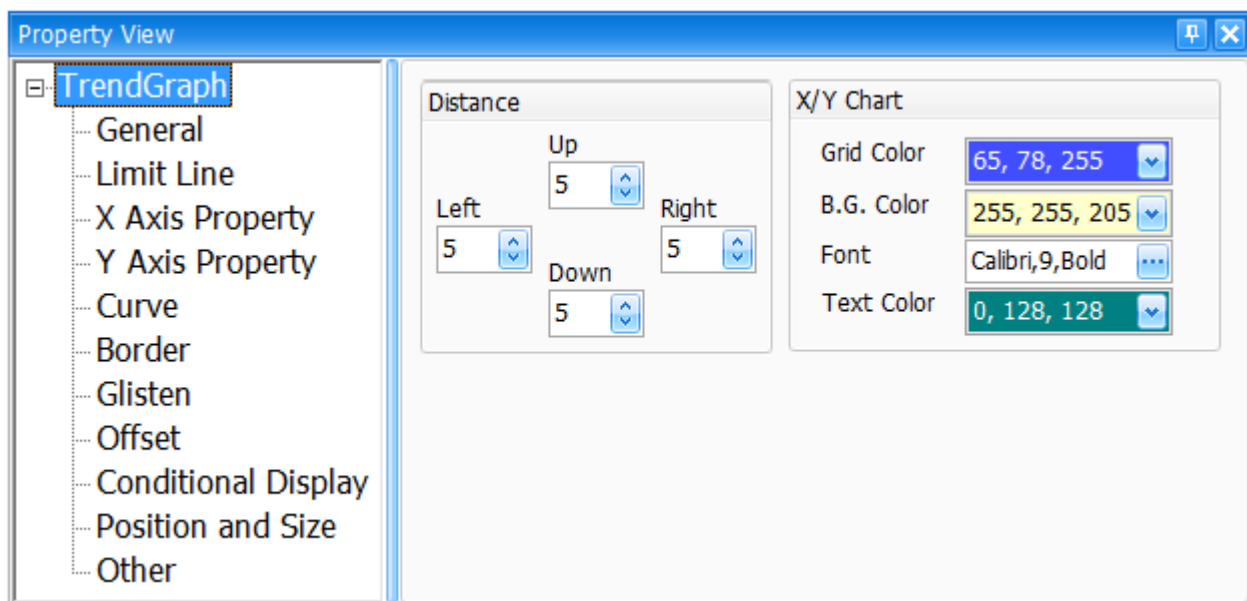 Property View
TrendGraph
General
Limit Line
X Axis Property
Y Axis Property
Curve
Border
Glisten
Offset
Conditional Display
Position and Size
Other
Distance
Up
5
Left
5
Right
5
Down
5
X/Y Chart
Grid Color 65, 78, 255
B.G. Color 255, 255, 205
Font Calibri,9,Bold
Text Color 0, 128, 128